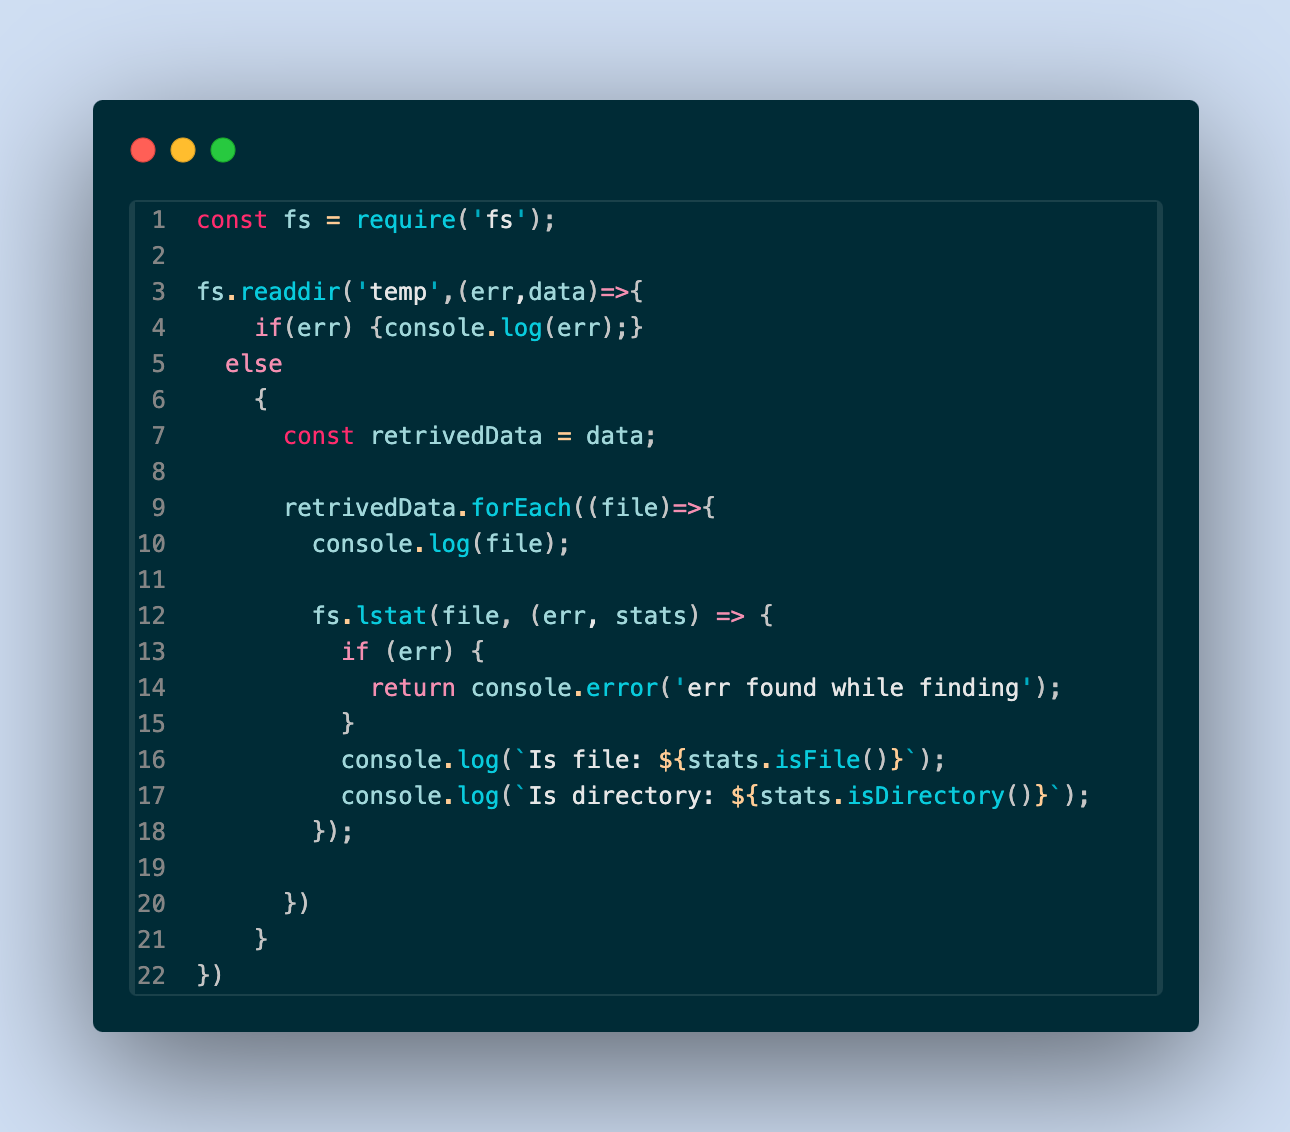 1 const fs = require('fs');
2
3 fs.readdir('temp',(err,data)=>{
4     if(err) {console.log(err);}
5   else
6     {
7       const retrivedData = data;
8
9       retrivedData.forEach((file)=>{
10         console.log(file);
11
12         fs.lstat(file, (err, stats) => {
13           if (err) {
14             return console.error('err found while finding');
15           }
16           console.log(`Is file: ${stats.isFile()}`);
17           console.log(`Is directory: ${stats.isDirectory()}`);
18         });
19
20       })
21     }
22 })